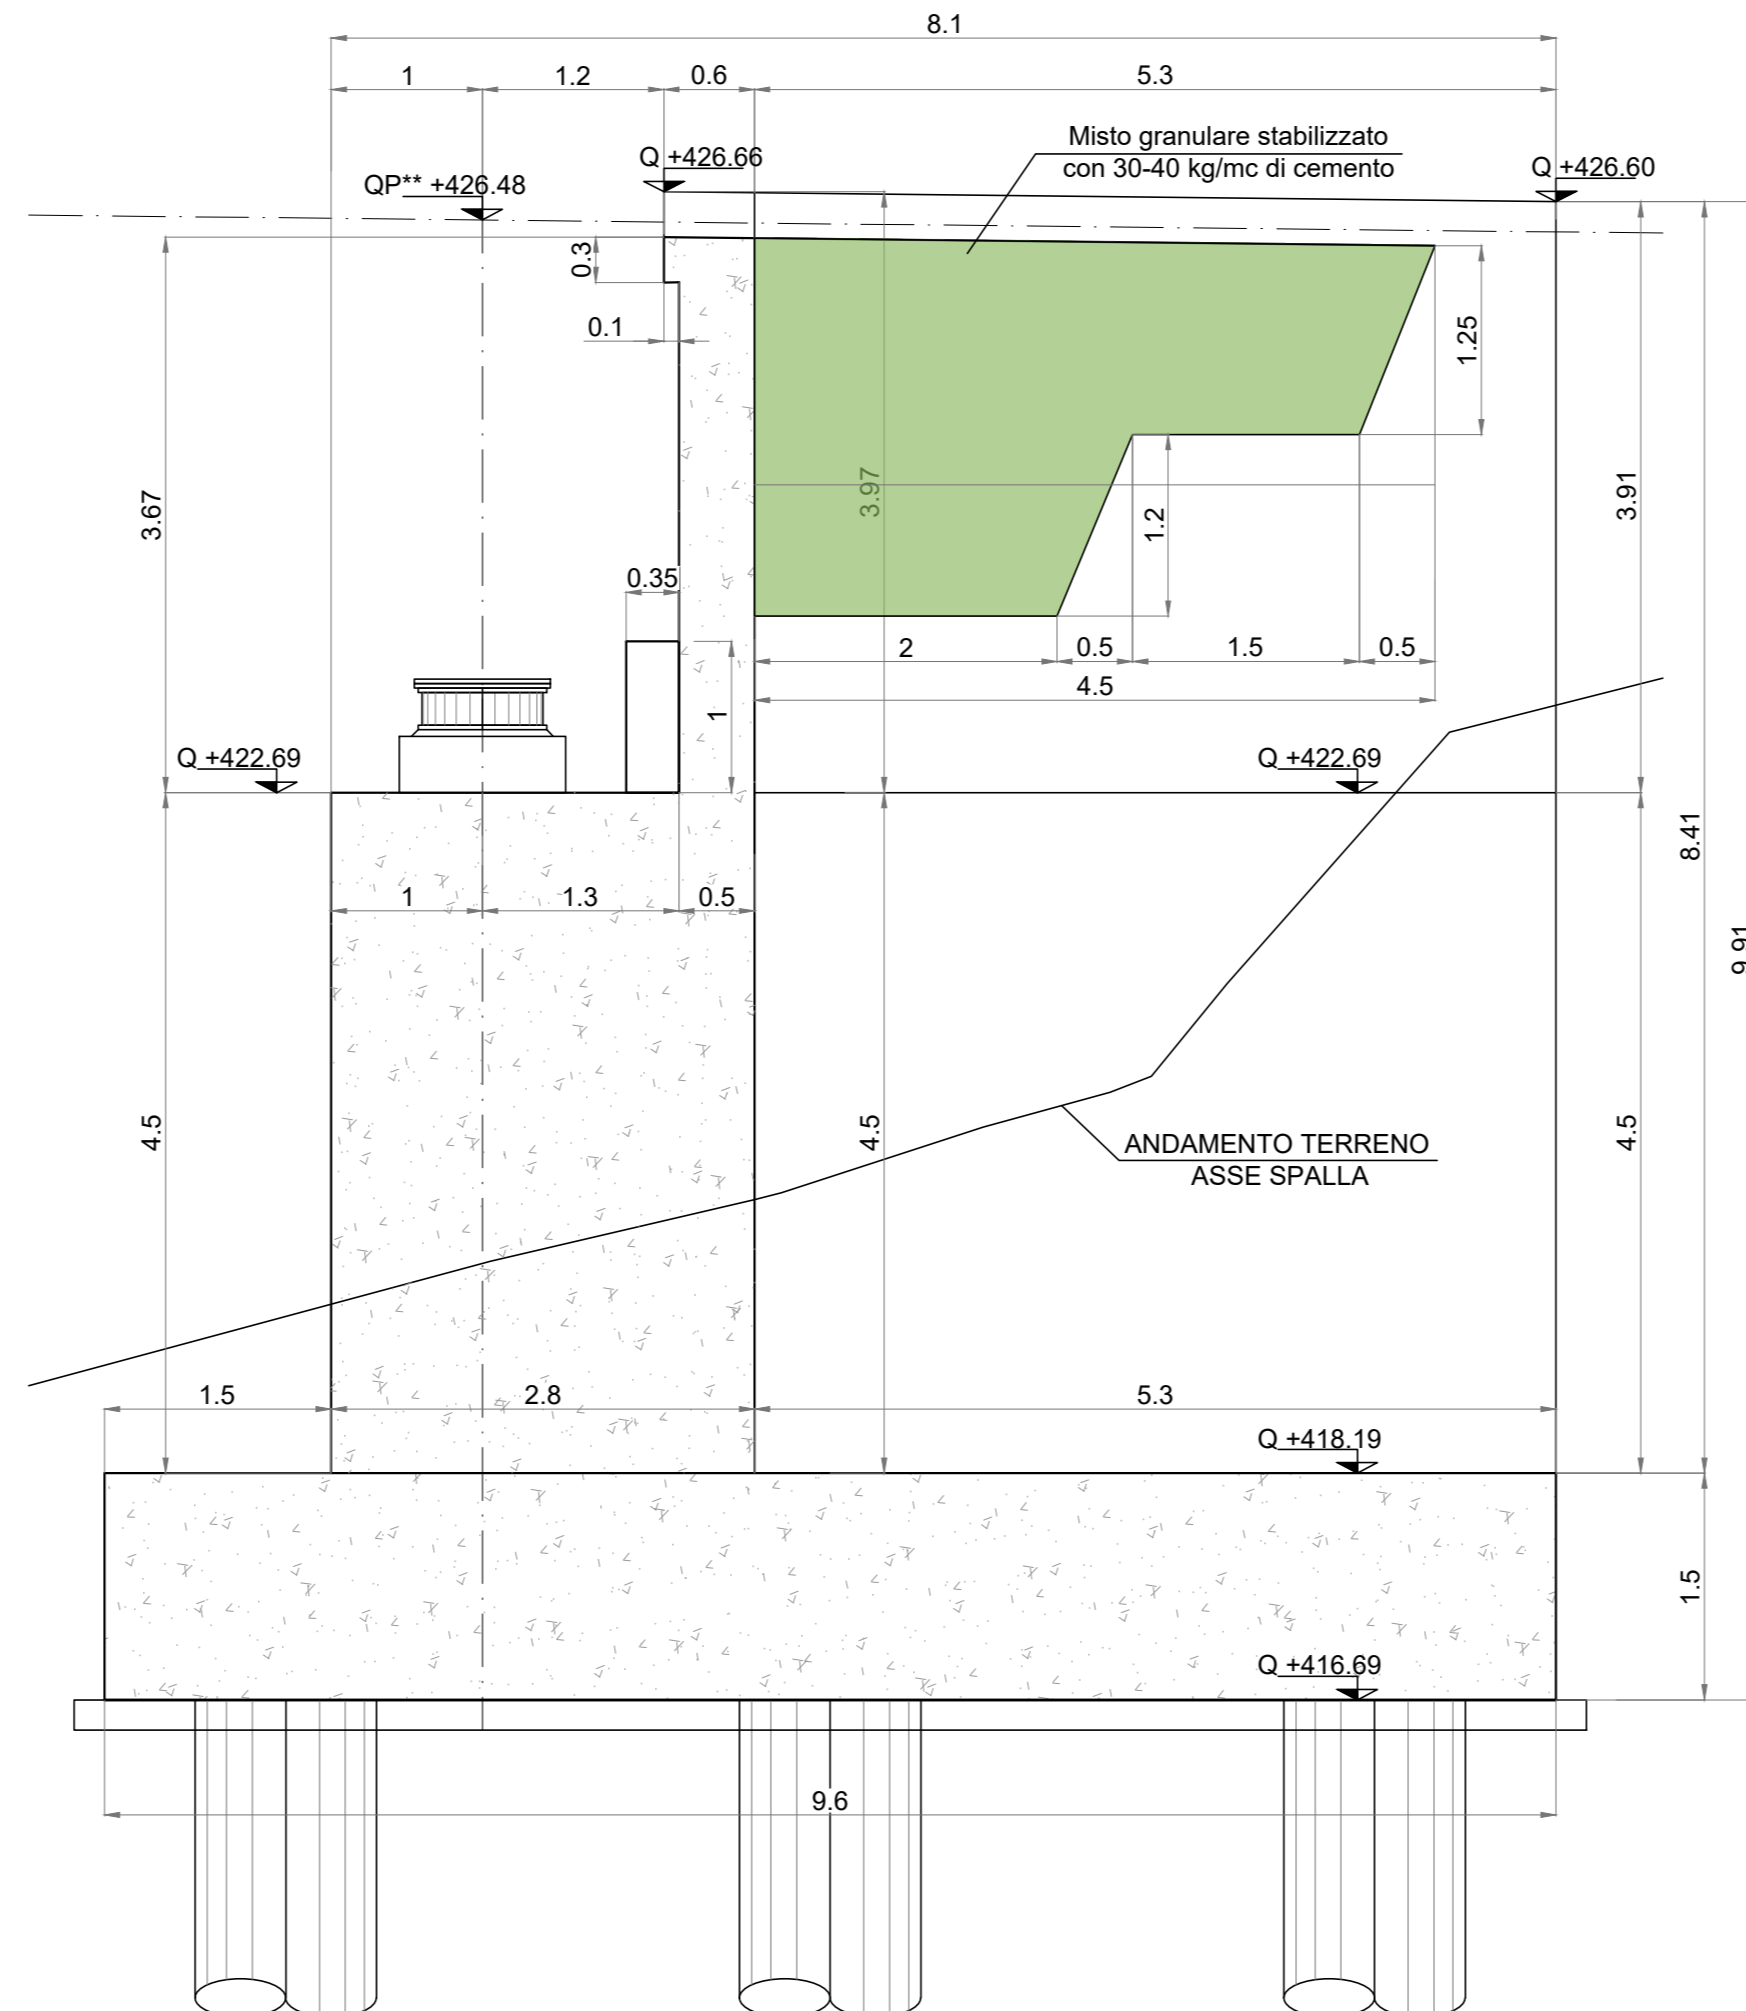 8.1
1 1.2 0.6 5.3
Misto granulare stabilizzato
con 30-40 kg/mc di cemento
Q +426.66
Q +426.60
QP** +426.48
0.3
0.1
1.25
3.67
3.97
3.91
1.2
0.35
2 0.5 1.5 0.5
4.5
1
Q +422.69
Q +422.69
8.41
1 1.3 0.5
9.91
4.5
4.5
4.5
ANDAMENTO TERRENO
ASSE SPALLA
1.5 2.8 5.3
Q +418.19
1.5
Q +416.69
9.6